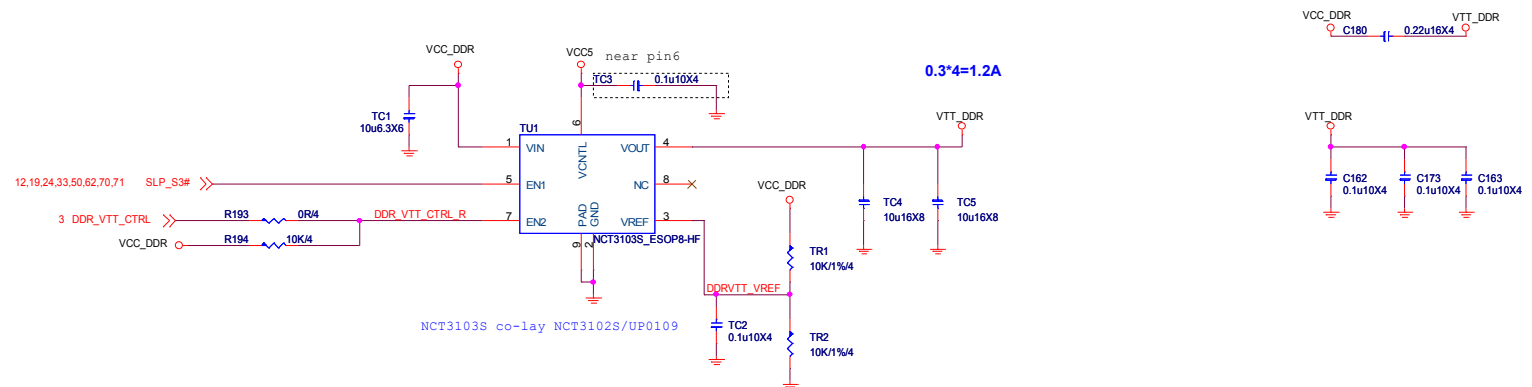 VCC_DDR
VTT_DDR
C180
0.22u16X4
VCC_DDR
VCC5
near pin6
TC3
0.1u10X4
0.3*4=1.2A
TC1
10u6.3X6
6
TU1
VTT_DDR
1
VIN
VCNTL
VOUT
4
12,19,24,33,50,62,70,71
SLP_S3#
5
EN1
NC
8
VCC_DDR
C162
0.1u10X4
C173
0.1u10X4
C163
0.1u10X4
3
DDR_VTT_CTRL
R193
0R/4
DDR_VTT_CTRL_R
7
EN2
PAD
GND
VREF
3
TC4
10u16X8
TC5
10u16X8
VCC_DDR
R194
10K/4
9
2
NCT3103S_ESOP8-HF
TR1
10K/1%/4
DDRVTT_VREF
NCT3103S co-lay NCT3102S/UP0109
TC2
0.1u10X4
TR2
10K/1%/4